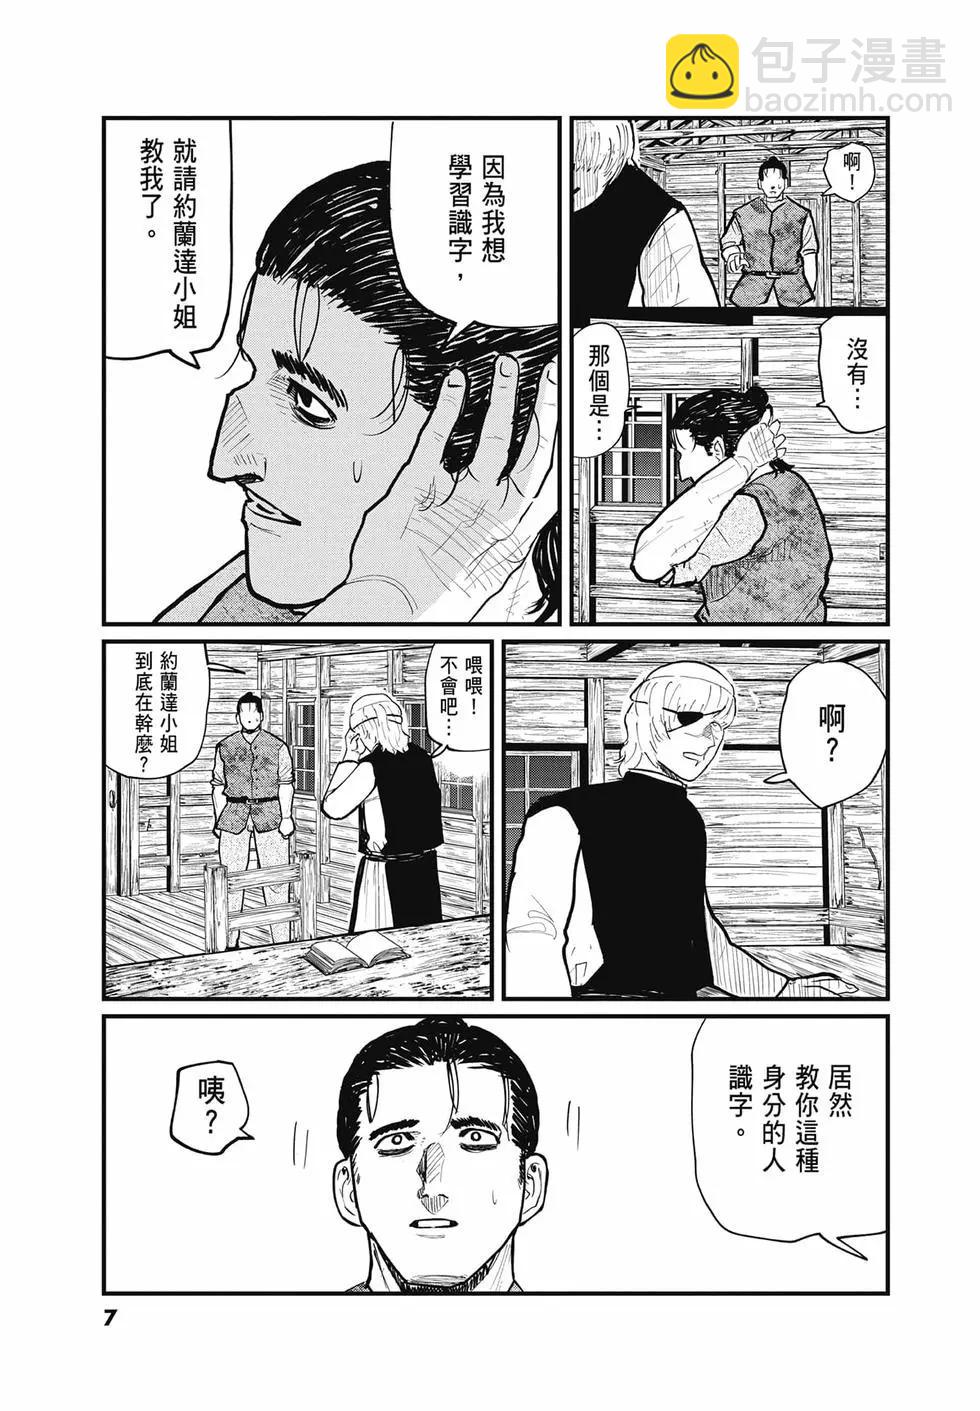 包子漫畫
baozimh.com
啊！
沒有…
那個是…
因為我想
學習識字，
就請約蘭達小姐
教我了。
啊？
喂喂！
不會吧…
約蘭達小姐
到底在幹麼？
居然
教你這種
身分的人
識字。
咦？
7